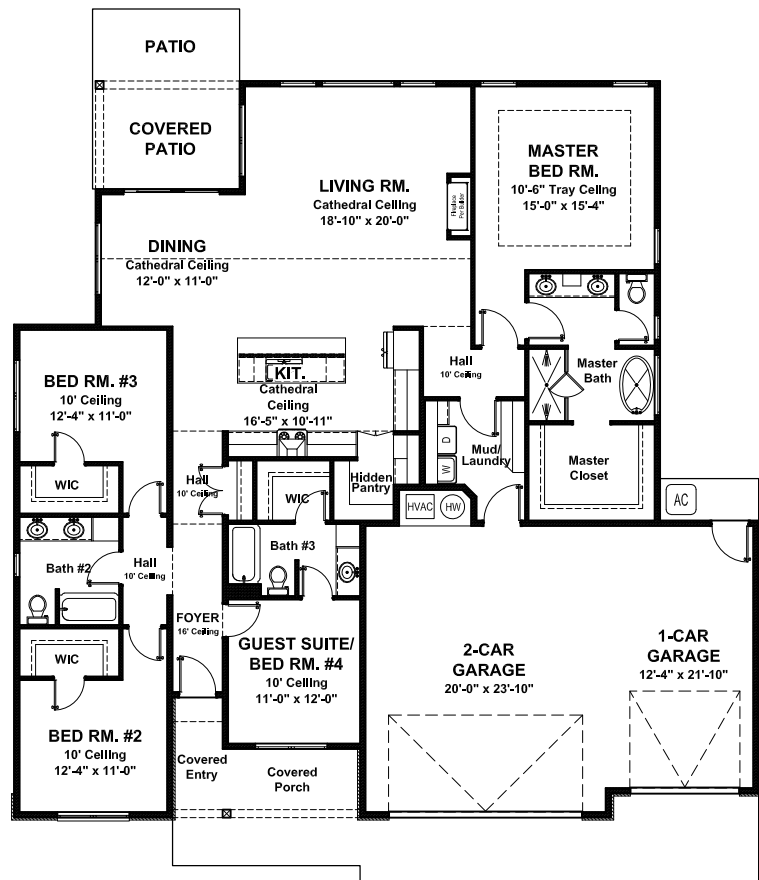 PATIO
COVERED
PATIO
LIVING RM.
Cathedral Ceiling
18'-10" x 20'-0"
Fireplace
Per Builder
MASTER
BED RM.
10'-6" Tray Ceiling
15'-0" x 15'-4"
DINING
Cathedral Ceiling
12'-0" x 11'-0"
BED RM. #3
10' Ceiling
12'-4" x 11'-0"
WIC
KIT.
Cathedral
Ceiling
16'-5" x 10'-11"
Hall
10' Ceiling
Master
Bath
D
W
Mud/
Laundry
Master
Closet
Hall
10' Ceiling
WIC
Hidden
Pantry
HVAC
HW
AC
Bath #2
Hall
10' Ceiling
Bath #3
FOYER
16' Ceiling
GUEST SUITE/
BED RM. #4
10' Ceiling
11'-0" x 12'-0"
2-CAR
GARAGE
20'-0" x 23'-10"
1-CAR
GARAGE
12'-4" x 21'-10"
WIC
BED RM. #2
10' Ceiling
12'-4" x 11'-0"
Covered
Entry
Covered
Porch